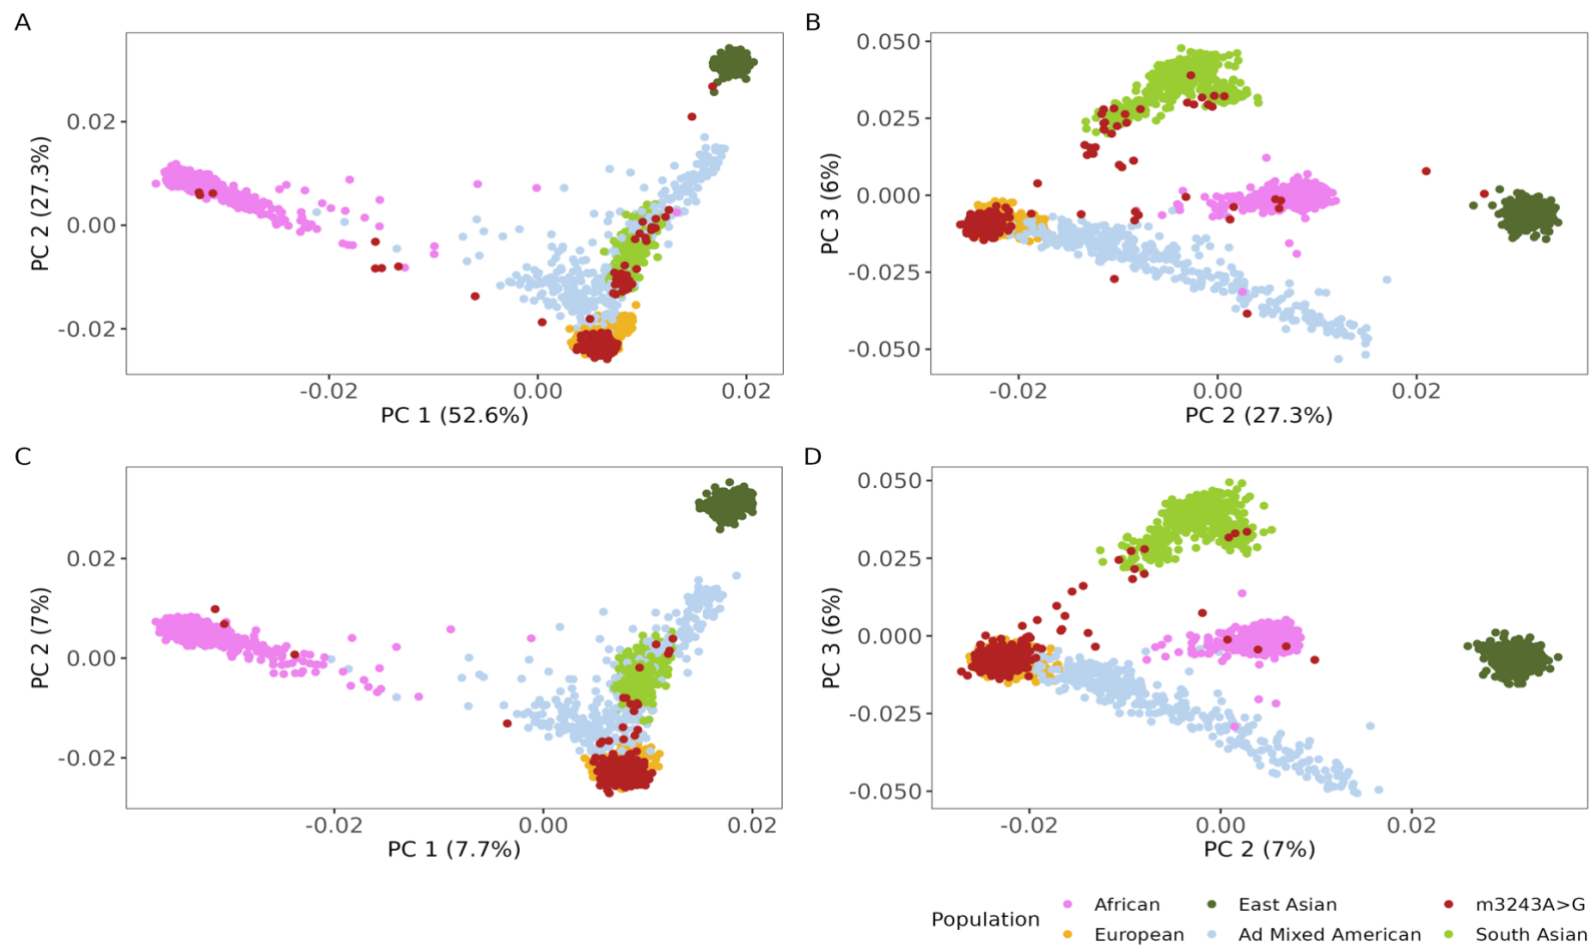 A
PC 2 (27.3%)
0.02
0.00
-0.02
-0.02
0.00
0.02
PC 1 (52.6%)
B
PC 3 (6%)
0.050
0.025
0.000
-0.025
-0.050
-0.02
0.00
0.02
PC 2 (27.3%)
C
PC 2 (7%)
0.02
0.00
-0.02
-0.02
0.00
0.02
PC 1 (7.7%)
D
PC 3 (6%)
0.050
0.025
0.000
-0.025
-0.050
-0.02
0.00
0.02
PC 2 (7%)
Population
African
East Asian
m3243A>G
European
Ad Mixed American
South Asian